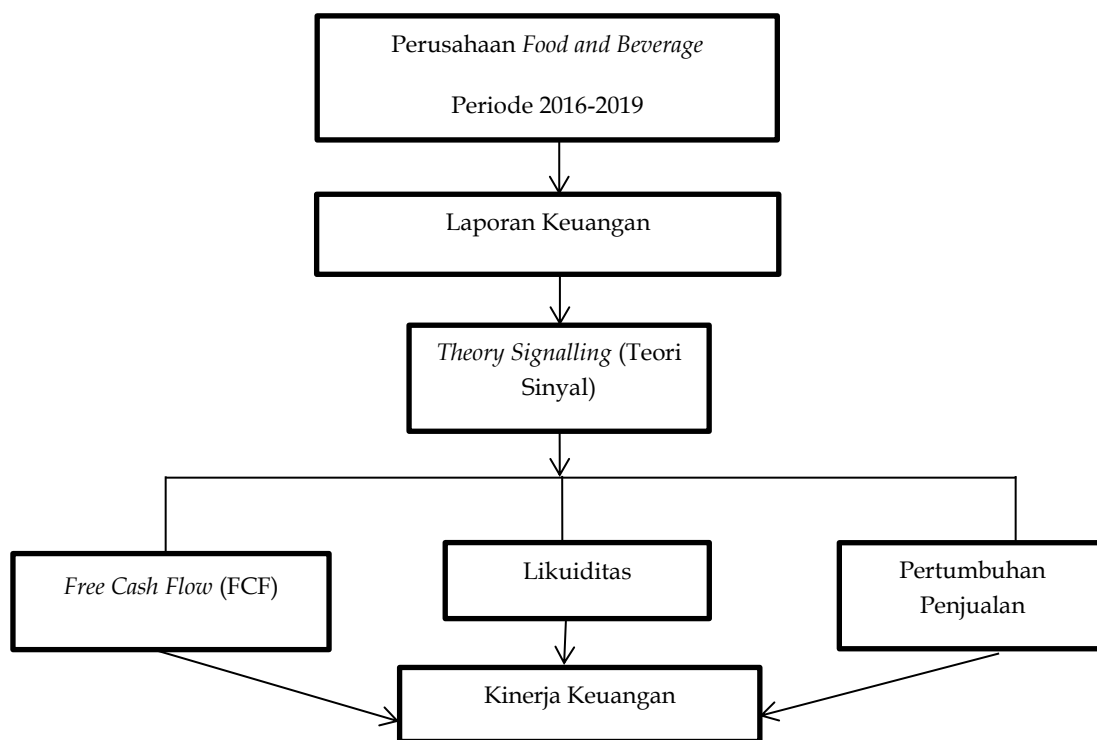 Perusahaan Food and Beverage
Periode 2016-2019
Laporan Keuangan
Theory Signalling (Teori
Sinyal)
Free Cash Flow (FCF)
Likuiditas
Pertumbuhan
Penjualan
Kinerja Keuangan